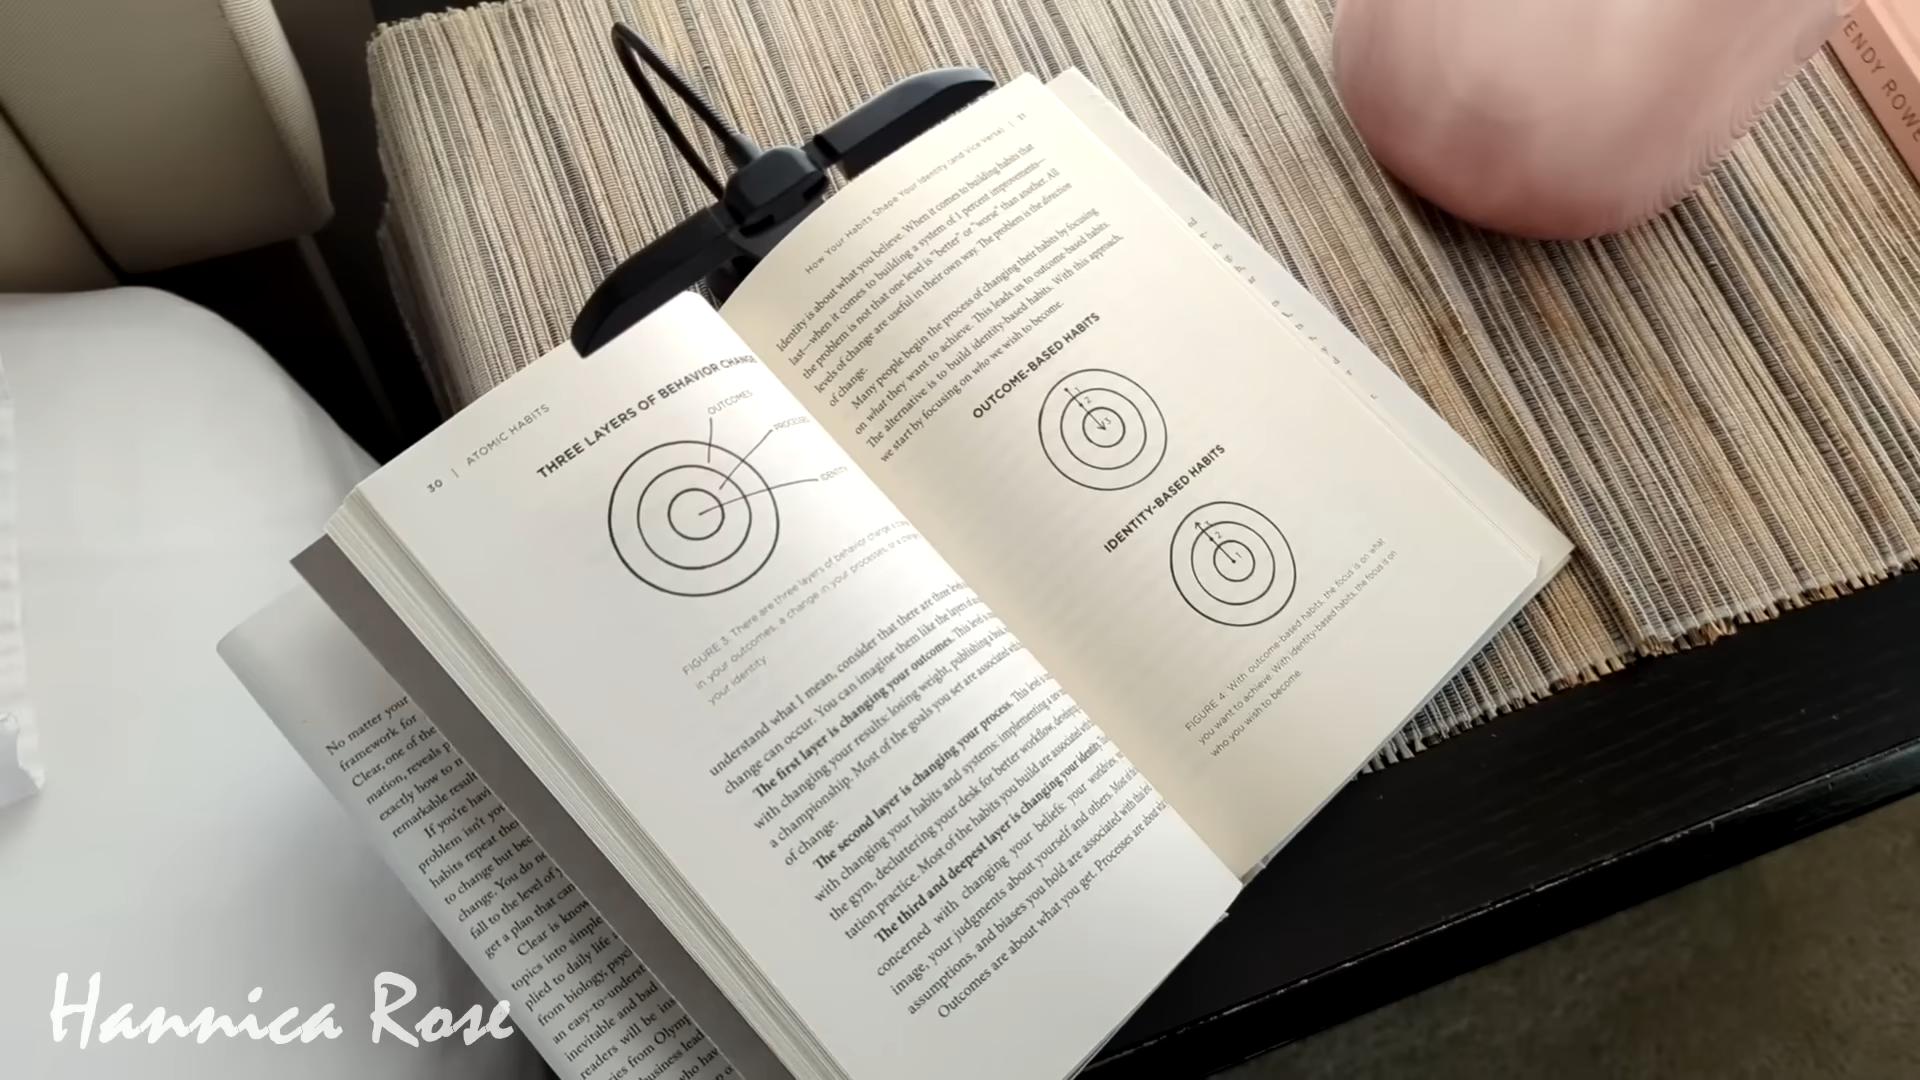 30 | ATOMIC HABITS
THREE LAYERS OF BEHAVIOR CHANGE
OUTCOMES
PROCESSES
IDENTITY
FIGURE 3: There are three layers of behavior change: a
in your outcomes, a change in your processes, or a
your identity.
understand what I mean, consider that there are three
change can occur. You can imagine them like the layers of
The first layer is changing your outcomes. This level is
with changing your results: losing weight, publishing a book,
a championship. Most of the goals you set are associated with
of change.
The second layer is changing your process. This level is
with changing your habits and systems: implementing a
the gym, decluttering your desk for better workflow,
tation practice. Most of the habits you build are associated with
The third and deepest layer is changing your identity.
concerned with changing your beliefs: your worldview,
image, your judgments about yourself and others. Most of the
assumptions, and biases you hold are associated with this
Outcomes are about what you get. Processes are about
How Your Habits Shape Your Identity (and Vice Versa) | 31
Identity is about what you believe. When it comes to building habits that
last—when it comes to building a system of 1 percent improvements—
the problem is not that one level is "better" or "worse" than another. All
levels of change are useful in their own way. The problem is the direction
of change.
Many people begin the process of changing their habits by focusing
on what they want to achieve. This leads us to outcome-based habits.
The alternative is to build identity-based habits. With this approach,
we start by focusing on who we wish to become.
OUTCOME-BASED HABITS
1
2
3
IDENTITY-BASED HABITS
3
2
1
FIGURE 4: With outcome-based habits, the focus is on what
you want to achieve. With identity-based habits, the focus is on
who you wish to become.
No matter your
framework for
Clear, one of the
mation, reveals
exactly how to
remarkable result
If you're
problem isn't
habits repeat
to change but
change. You do
fall to the level of
get a plan that can
Clear is
topics into simple
plied to daily life
from biology,
an easy-to-underst
inevitable and bad
readers will be
from Olymp
business
who
ENDY ROWE
Hannica Rose